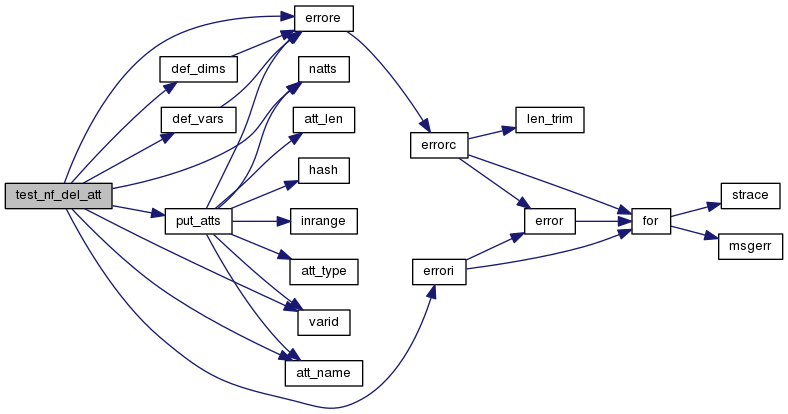 errore
def_dims
natts
def_vars
att_len
len_trim
errorc
hash
test_nf_del_att
strace
put_atts
inrange
error
for
msgerr
att_type
errori
varid
att_name